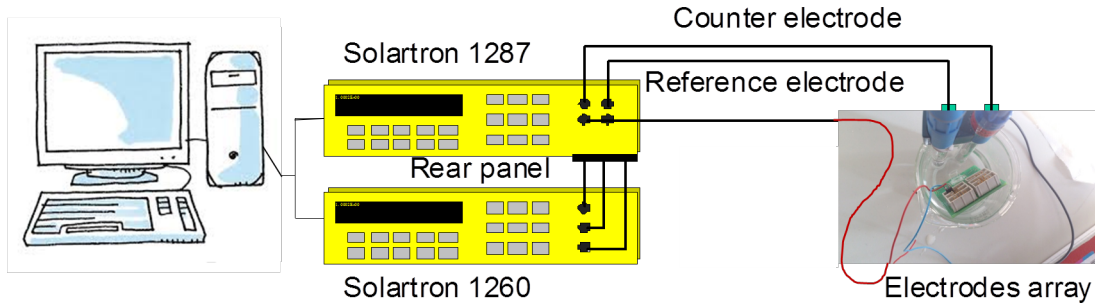 Counter electrode
Solartron 1287
Reference electrode
Rear panel
Electrodes array
Solartron 1260